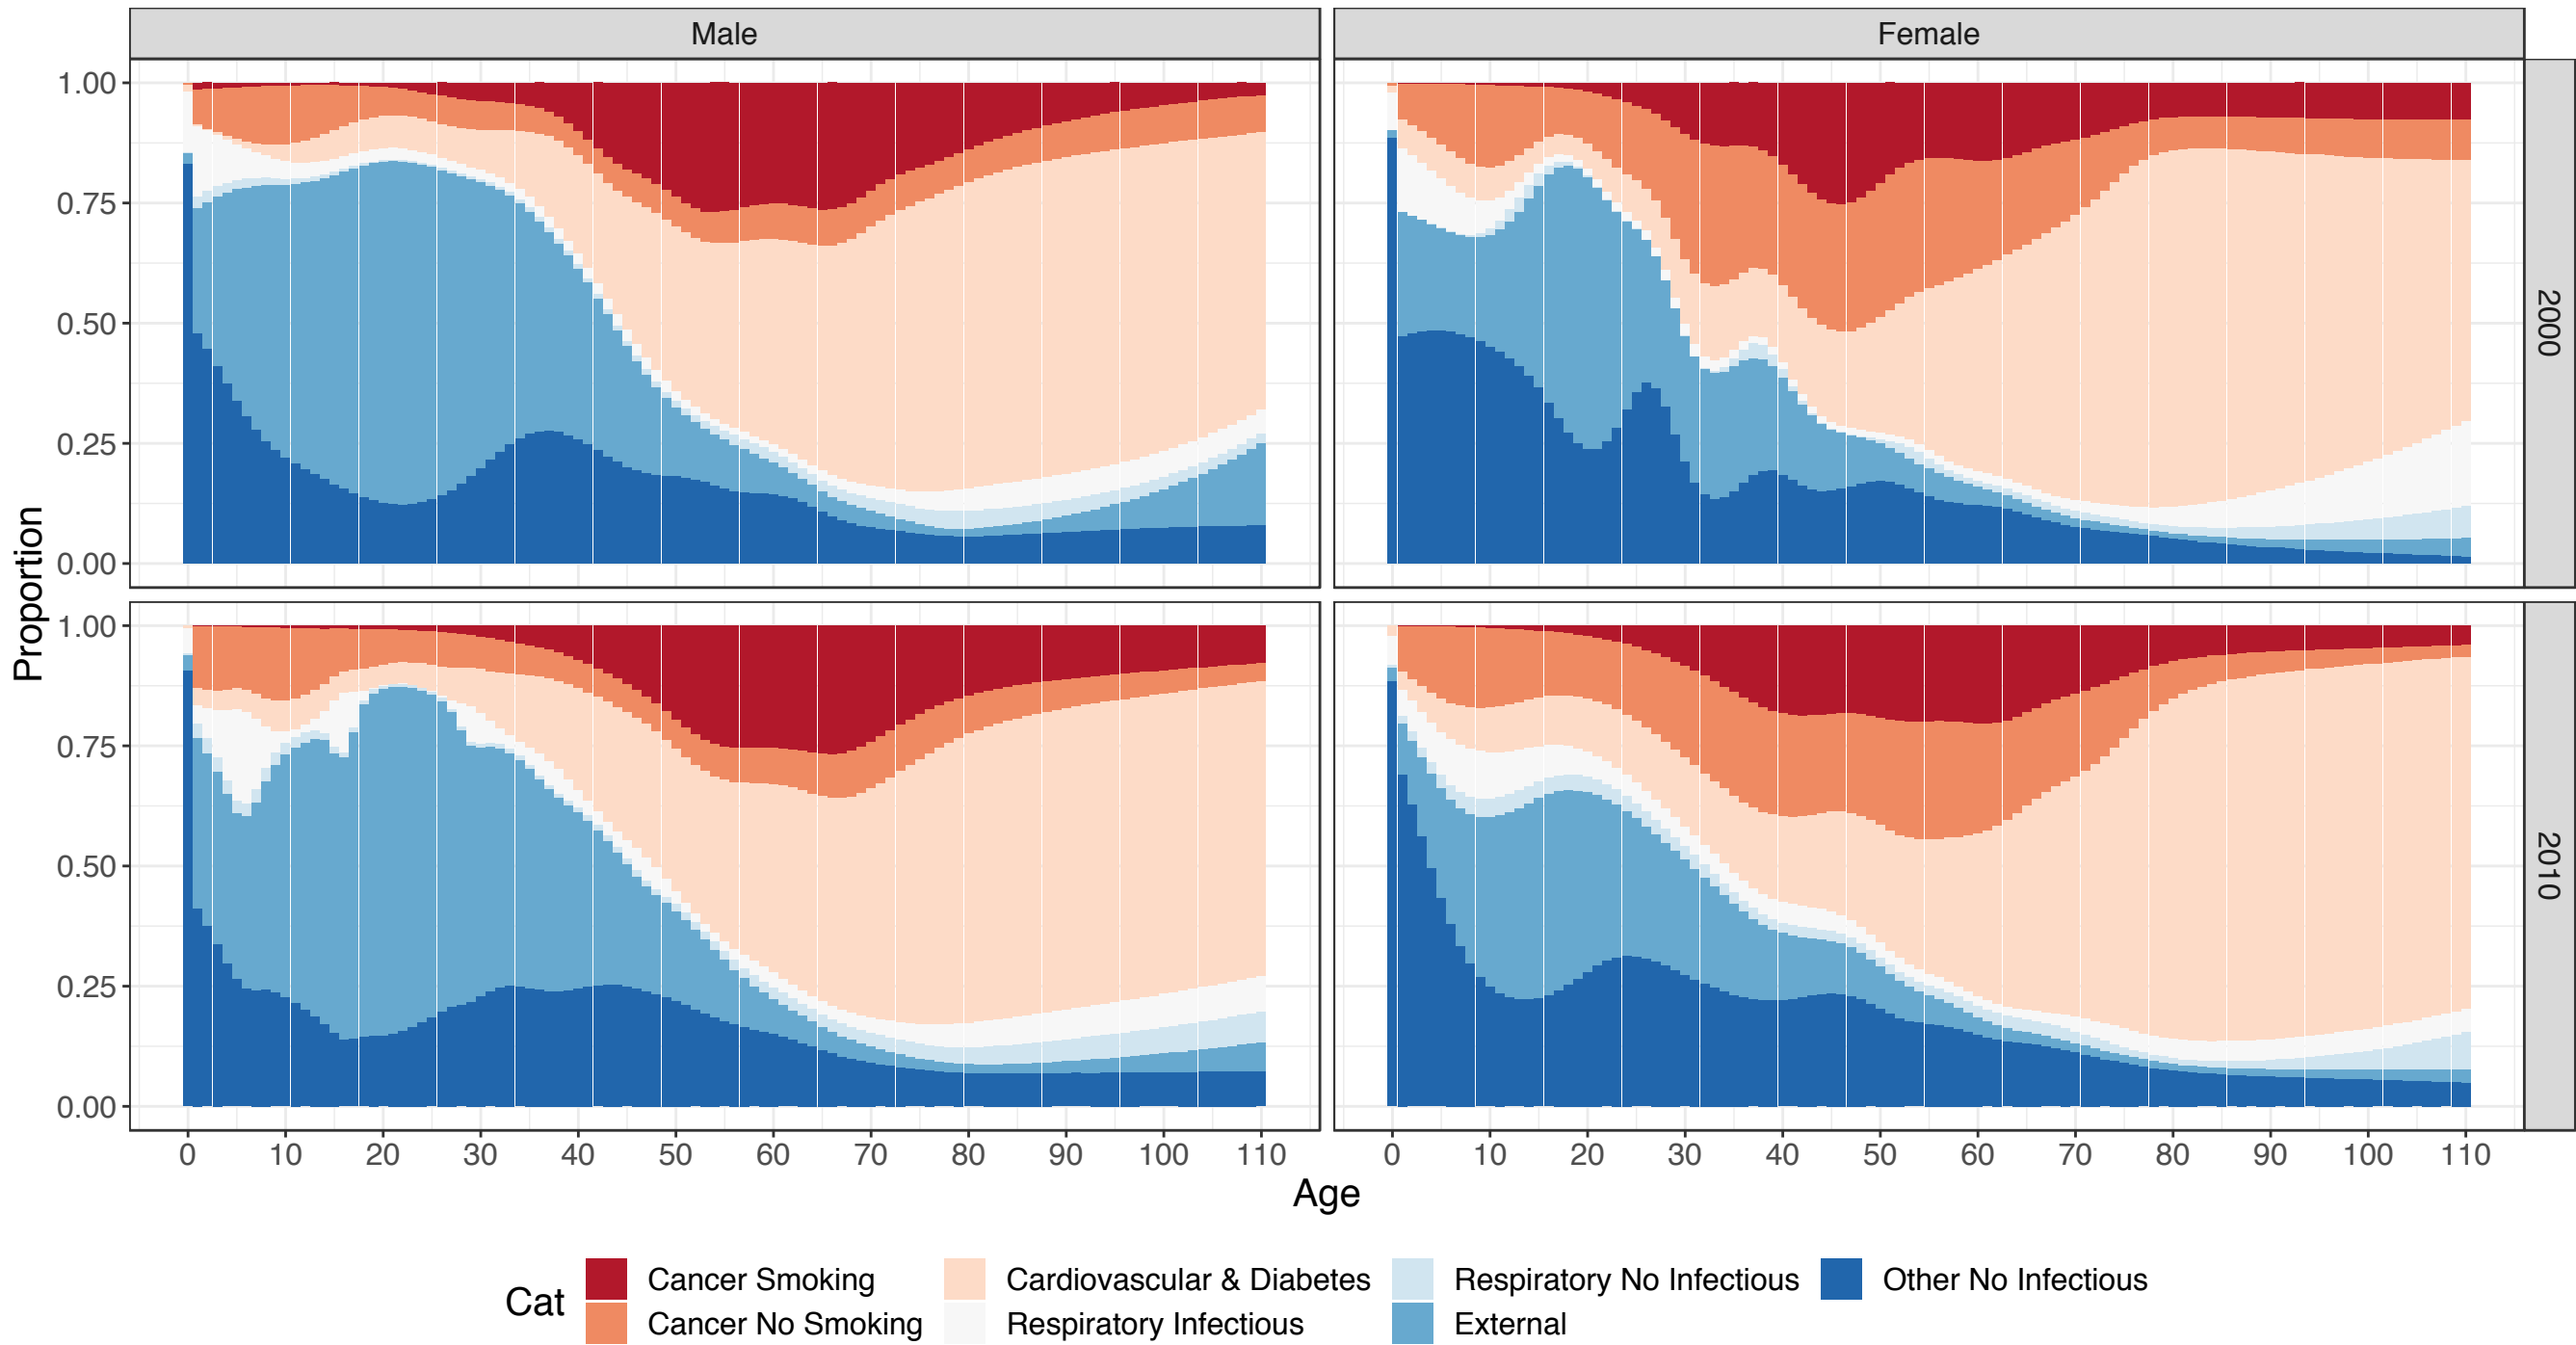 Male
Female
1.00
0.75
0.50
0.25
0.00
2000
Proportion
1.00
0.75
0.50
0.25
0.00
2010
0 10 20 30 40 50 60 70 80 90 100 110
0 10 20 30 40 50 60 70 80 90 100 110
Age
Cat
Cancer Smoking
Cancer No Smoking
Cardiovascular & Diabetes
Respiratory Infectious
Respiratory No Infectious
External
Other No Infectious